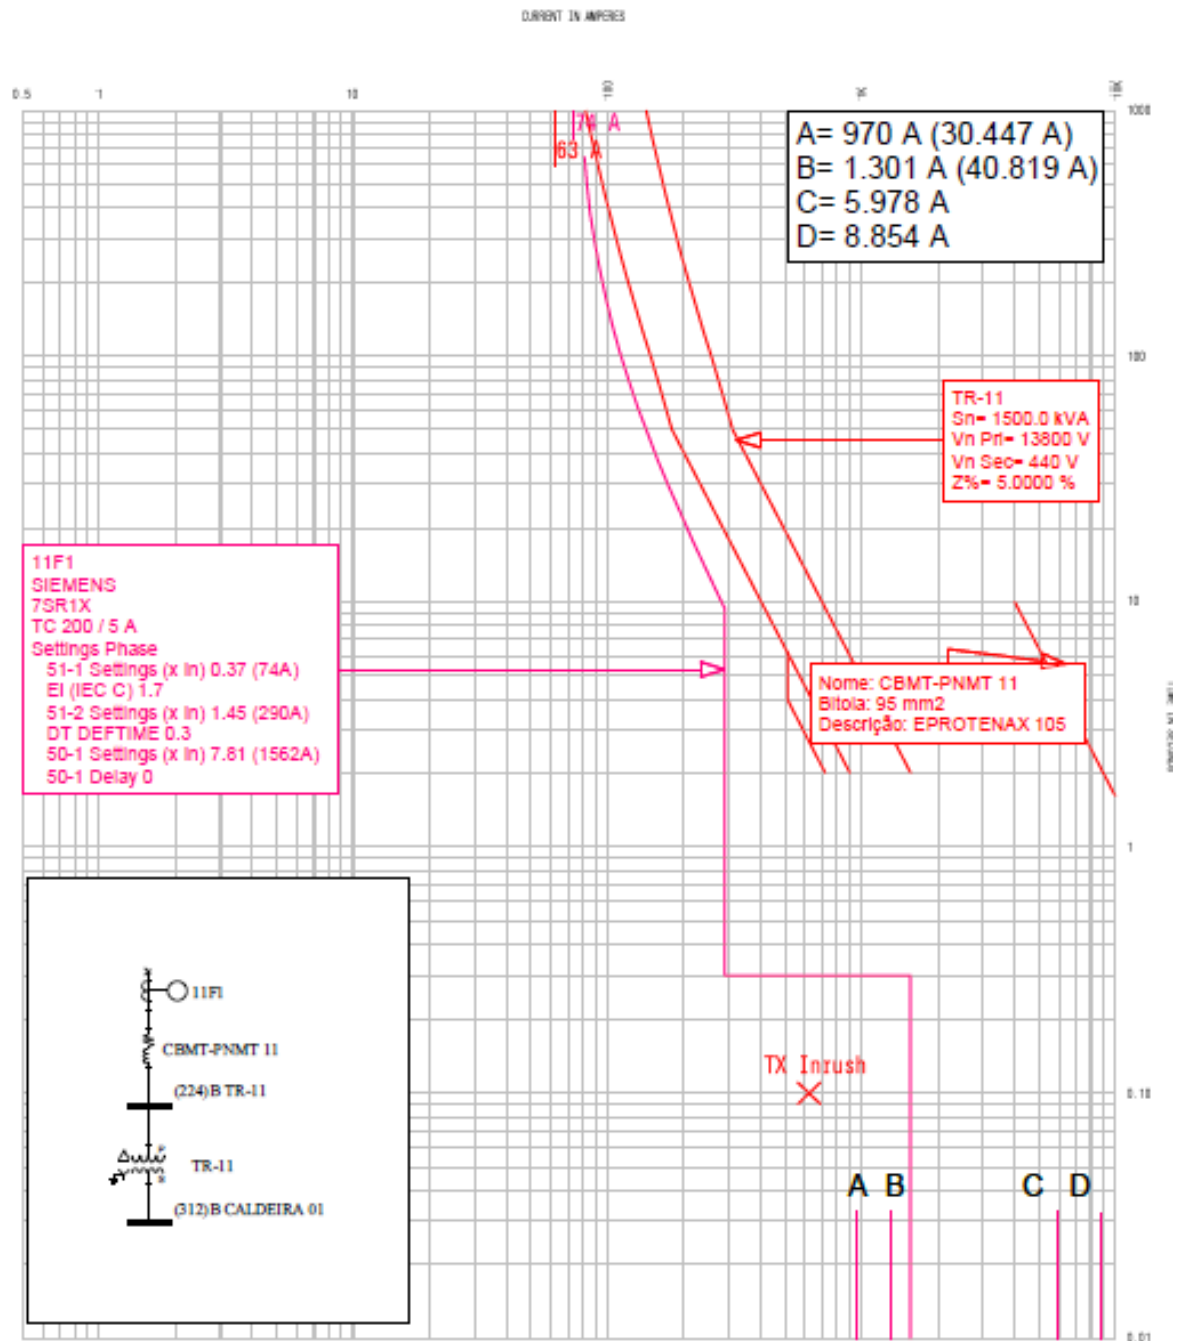 CURRENT IN AMPERES
0.5 1 10 100 1K 10K
1000
74 A
63 A
A= 970 A (30.447 A)
B= 1.301 A (40.819 A)
C= 5.978 A
D= 8.854 A
100
TR-11
Sn= 1500.0 kVA
Vn Pri= 13800 V
Vn Sec= 440 V
Z%= 5.0000 %
11F1
SIEMENS
7SR1X
TC 200 / 5 A
Settings Phase
51-1 Settings (x In) 0.37 (74A)
EI (IEC C) 1.7
51-2 Settings (x In) 1.45 (290A)
DT DEFTIME 0.3
50-1 Settings (x In) 7.81 (1562A)
50-1 Delay 0
10
Nome: CBMT-PNMT 11
Bitola: 95 mm2
Descrição: EPROTENAX 105
1
11F1
CBMT-PNMT 11
(224)B TR-11
TR-11
(312)B CALDEIRA 01
TX Inrush
0.10
A B C D
0.01